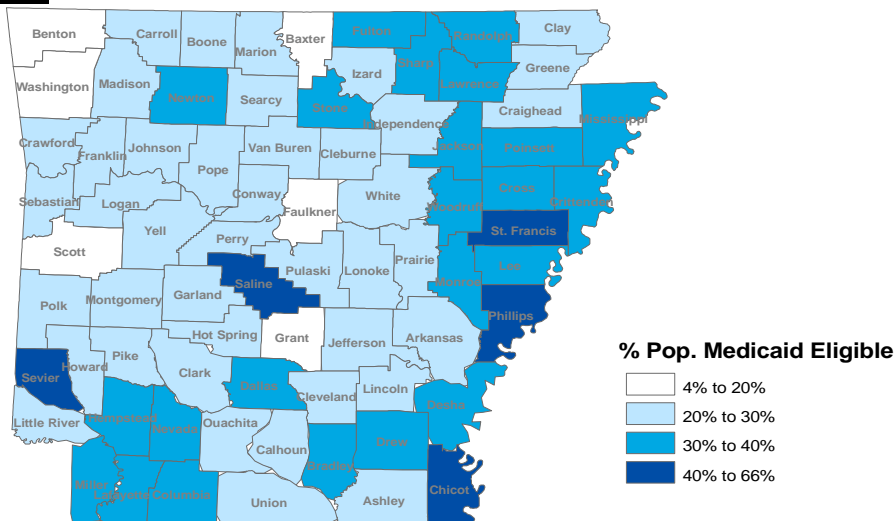 Benton
Carroll
Boone
Marion
Baxter
Fulton
Randolph
Clay
Washington
Madison
Newton
Searcy
Stone
Izard
Sharp
Lawrence
Greene
Craighead
Mississippi
Independence
Crawford
Franklin
Johnson
Pope
Van Buren
Cleburne
Jackson
Poinsett
Sebastian
Logan
Conway
Faulkner
White
Woodruff
Cross
Crittenden
Scott
Yell
Perry
Saline
Pulaski
Lonoke
Prairie
Monroe
St. Francis
Lee
Polk
Montgomery
Garland
Hot Spring
Grant
Jefferson
Arkansas
Phillips
Sevier
Howard
Pike
Clark
Dallas
Cleveland
Lincoln
Desha
Little River
Hempstead
Nevada
Ouachita
Calhoun
Bradley
Drew
Chicot
Miller
Lafayette
Columbia
Union
Ashley
% Pop. Medicaid Eligible
4% to 20%
20% to 30%
30% to 40%
40% to 66%